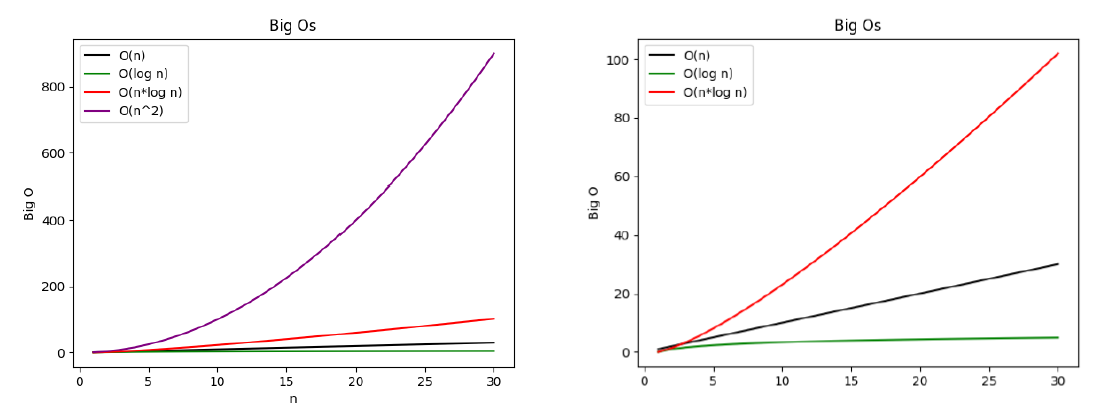 Big Os
O(n)
O(log n)
O(n*log n)
O(n^2)
800
600
400
200
0
Big O
0 5 10 15 20 25 30
n
Big Os
O(n)
O(log n)
O(n*log n)
100
80
60
40
20
0
Big O
0 5 10 15 20 25 30